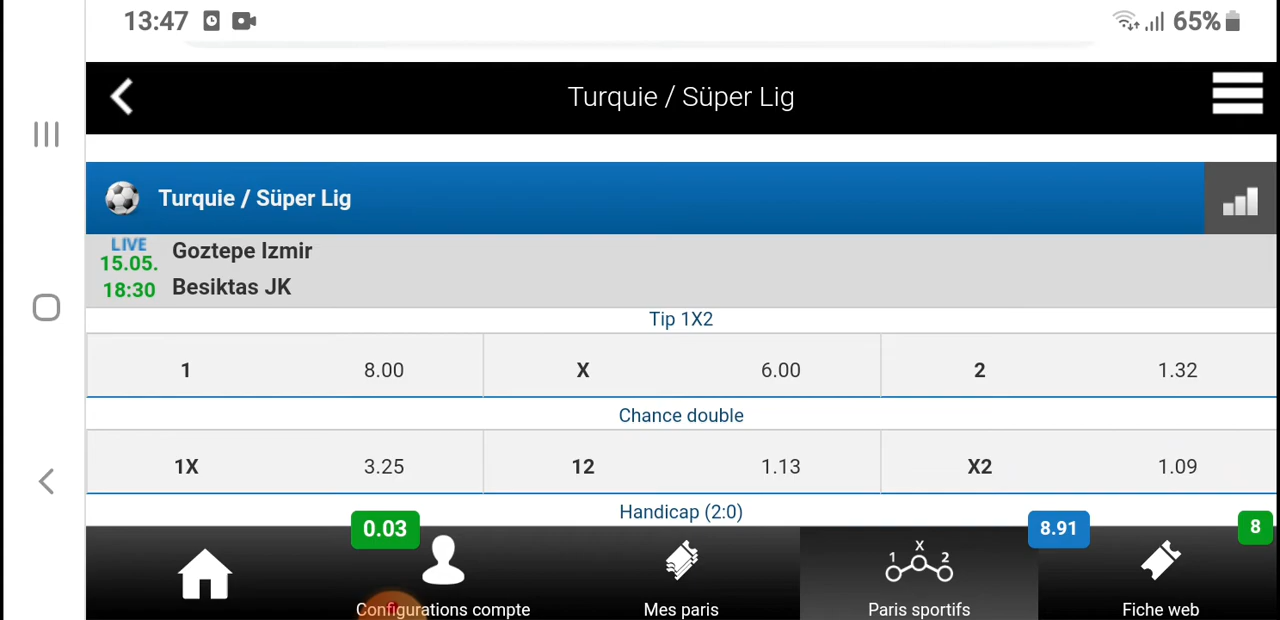 13:47 65%
Turquie / Süper Lig
Turquie / Süper Lig
LIVE
15.05.
18:30
Goztepe Izmir
Besiktas JK
Tip 1X2
1 8.00 X 6.00 2 1.32
Chance double
1X 3.25 12 1.13 X2 1.09
Handicap (2:0)
0.03 8.91 8
1 X 2
Configurations compte Mes paris Paris sportifs Fiche web